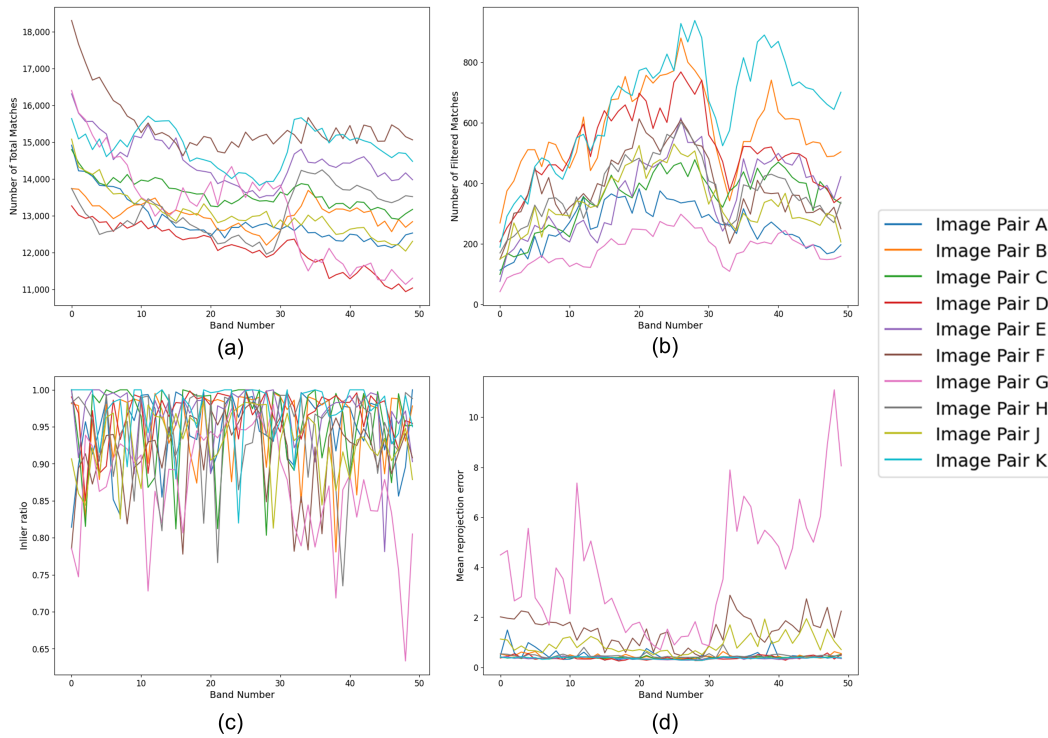 18,000
17,000
16,000
15,000
14,000
13,000
12,000
11,000
Number of Total Matches
0 10 20 30 40 50
Band Number
(a)
800
600
400
200
0
Number of Filtered Matches
0 10 20 30 40 50
Band Number
(b)
1.00
0.95
0.90
0.85
0.80
0.75
0.70
0.65
Inlier ratio
0 10 20 30 40 50
Band Number
(c)
10
8
6
4
2
0
Mean reprojection error
0 10 20 30 40 50
Band Number
(d)
Image Pair A
Image Pair B
Image Pair C
Image Pair D
Image Pair E
Image Pair F
Image Pair G
Image Pair H
Image Pair J
Image Pair K